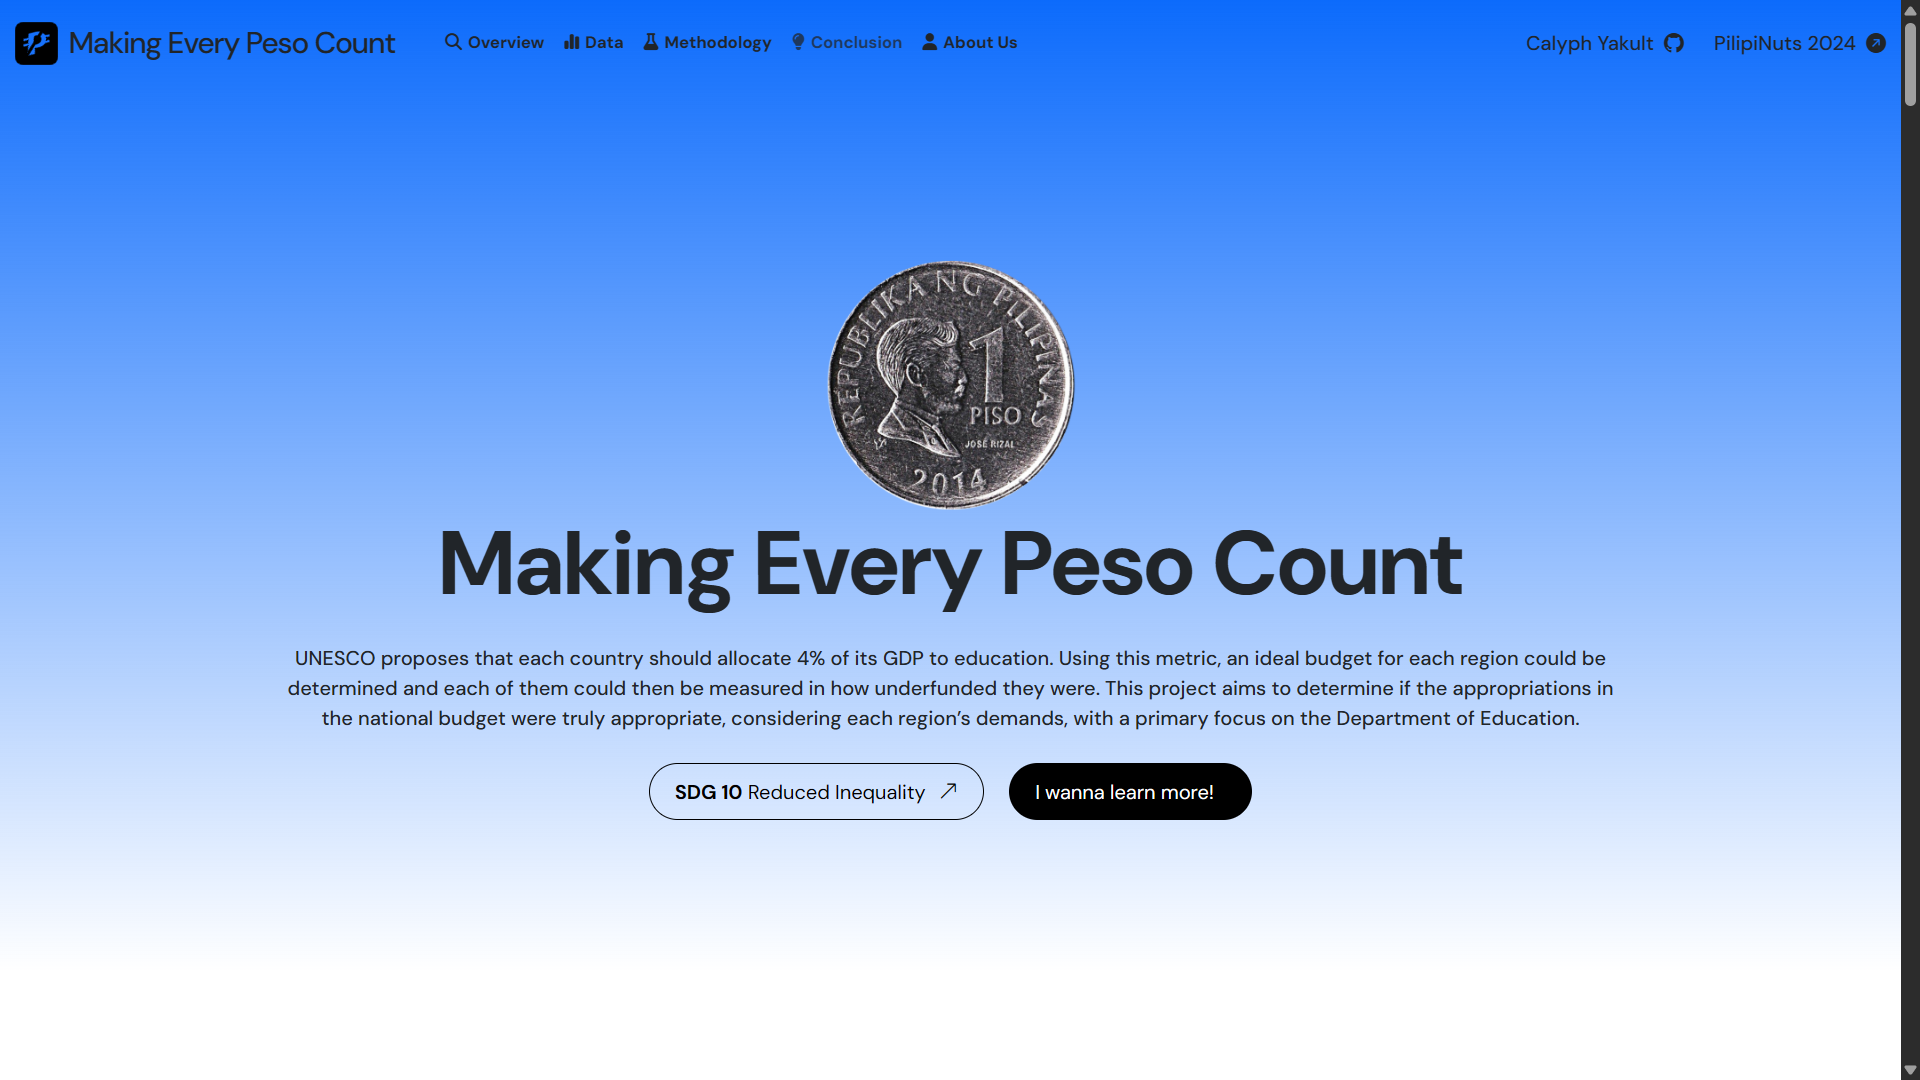 Making Every Peso Count
Overview
Data
Methodology
Conclusion
About Us
Calyph Yakult
PilipiNuts 2024
REPUBLIKA NG PILIPINAS
1
PISO
JOSÉ RIZAL
2014
Making Every Peso Count
UNESCO proposes that each country should allocate 4% of its GDP to education. Using this metric, an ideal budget for each region could be
determined and each of them could then be measured in how underfunded they were. This project aims to determine if the appropriations in
the national budget were truly appropriate, considering each region’s demands, with a primary focus on the Department of Education.
SDG 10 Reduced Inequality
I wanna learn more!